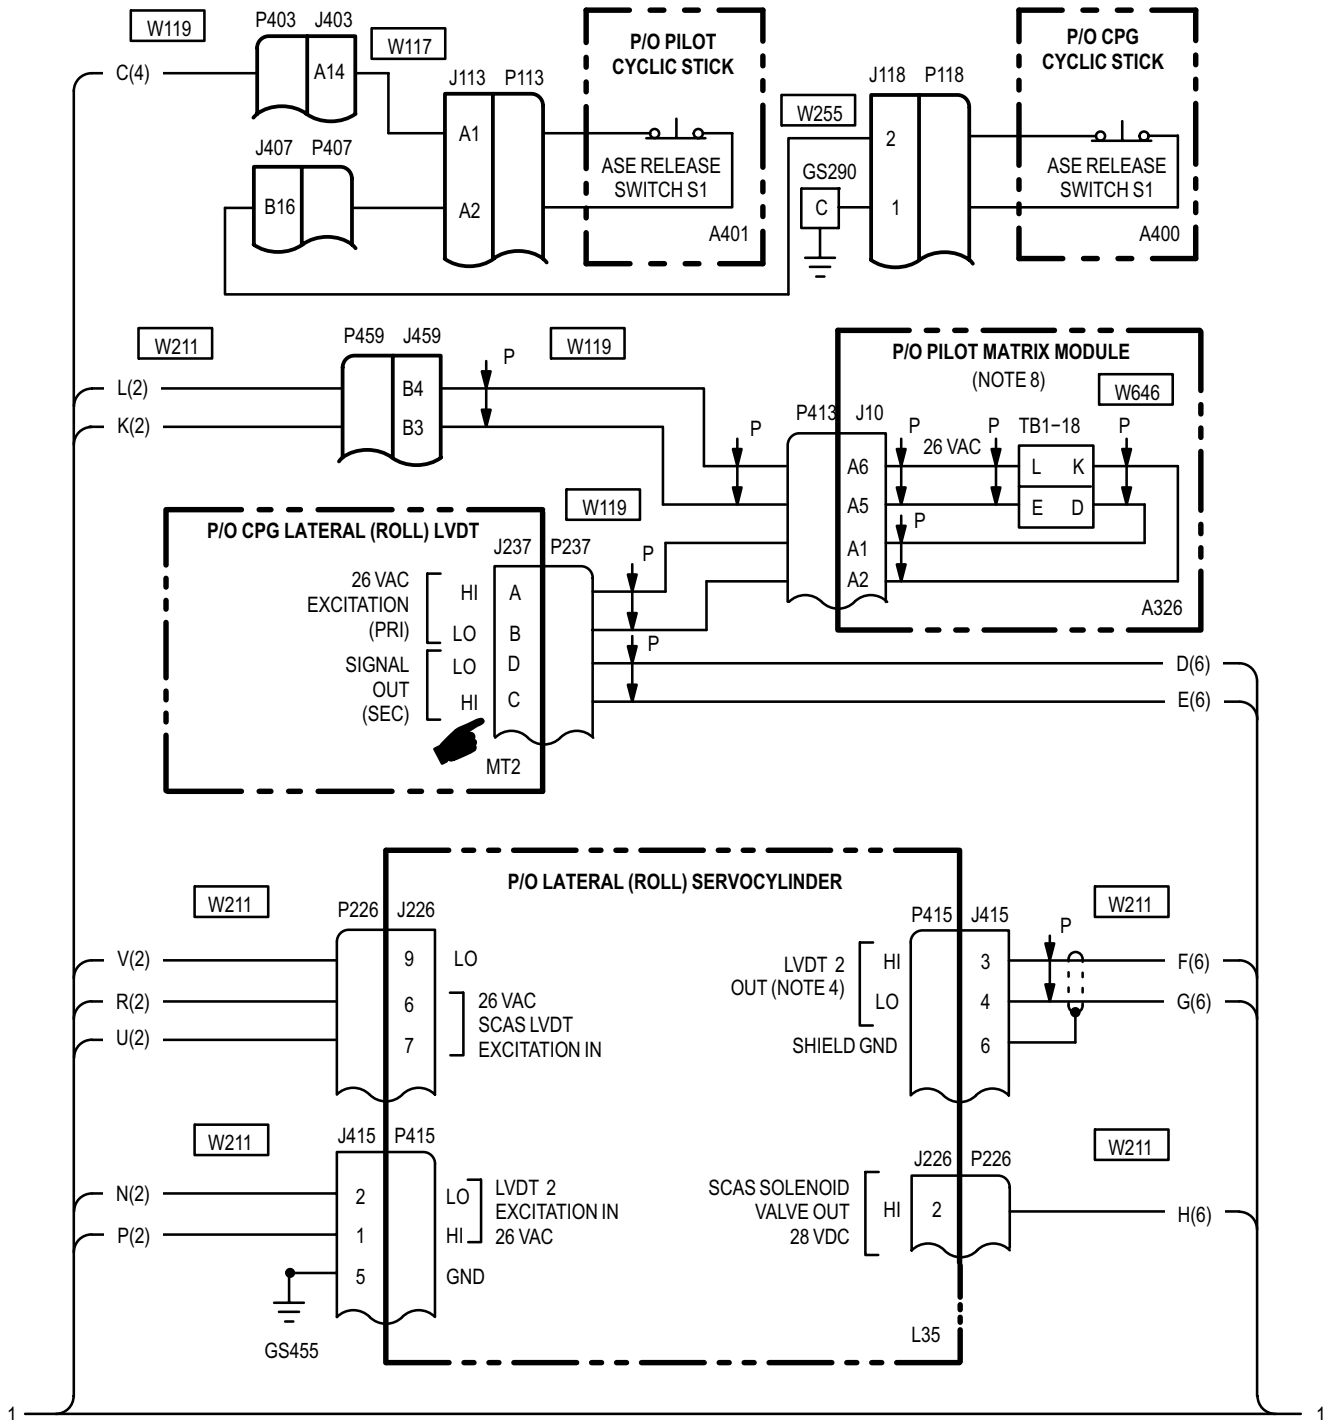 W119
P403 J403
W117
C(4)
A14
J113 P113
P/O PILOT
CYCLIC STICK
A1
ASE RELEASE
SWITCH S1
A2
A401
J407 P407
B16
W255
GS290
C
J118 P118
2
1
P/O CPG
CYCLIC STICK
ASE RELEASE
SWITCH S1
A400
W211
P459 J459
P
W119
L(2)
B4
K(2)
B3
P
P413 J10
P/O PILOT MATRIX MODULE
(NOTE 8)
W646
P
26 VAC
P
TB1-18
P
A6
L K
A5
E D
P
A1
A2
A326
W119
P/O CPG LATERAL (ROLL) LVDT
J237 P237
P
26 VAC
EXCITATION
(PRI)
HI A
LO B
P
SIGNAL
OUT
(SEC)
LO D
HI C
MT2
D(6)
E(6)
P/O LATERAL (ROLL) SERVOCYLINDER
W211
P226 J226
V(2)
9 LO
R(2)
6
U(2)
7
26 VAC
SCAS LVDT
EXCITATION IN
P415 J415
W211
P
LVDT 2
OUT (NOTE 4)
HI 3
F(6)
LO 4
G(6)
SHIELD GND 6
W211
J415 P415
N(2)
2 LO
P(2)
1 HI
LVDT 2
EXCITATION IN
26 VAC
5 GND
GS455
J226 P226
W211
SCAS SOLENOID
VALVE OUT
28 VDC
HI 2
H(6)
L35
1 1